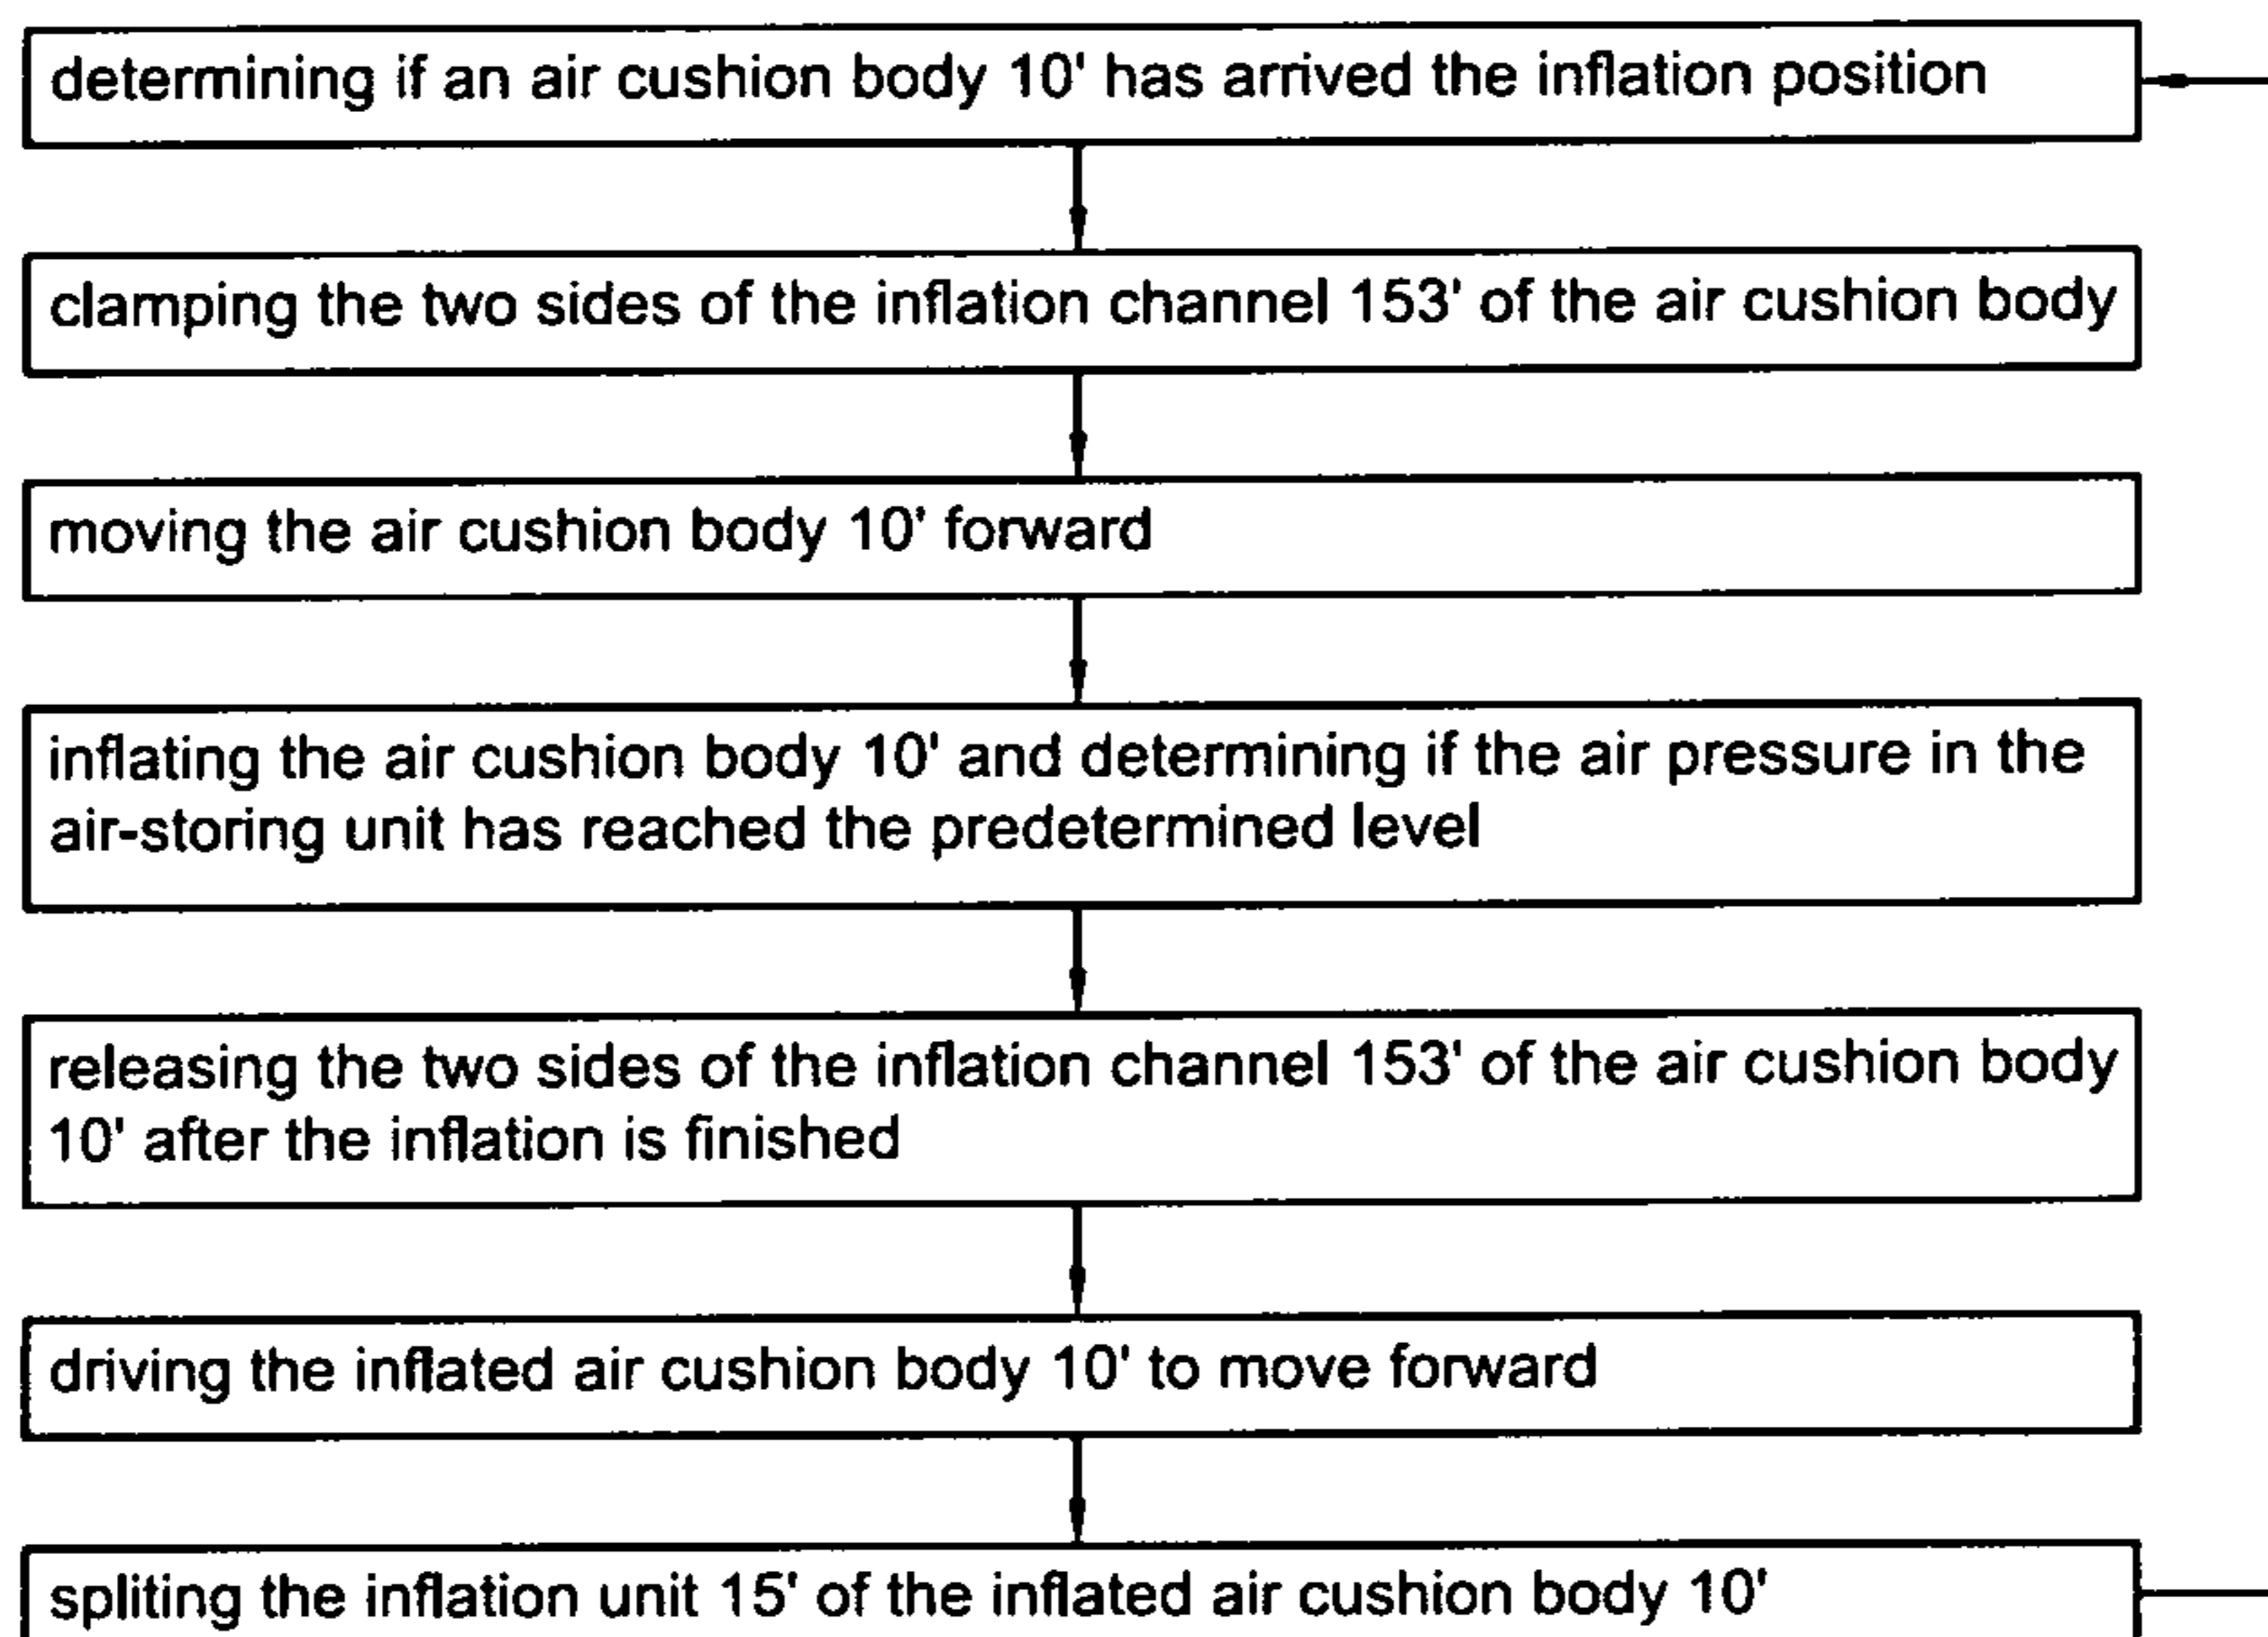 determining if an air cushion body 10' has arrived the inflation position
clamping the two sides of the inflation channel 153' of the air cushion body
moving the air cushion body 10' forward
inflating the air cushion body 10' and determining if the air pressure in the
air-storing unit has reached the predetermined level
releasing the two sides of the inflation channel 153' of the air cushion body
10' after the inflation is finished
driving the inflated air cushion body 10' to move forward
spliting the inflation unit 15' of the inflated air cushion body 10'